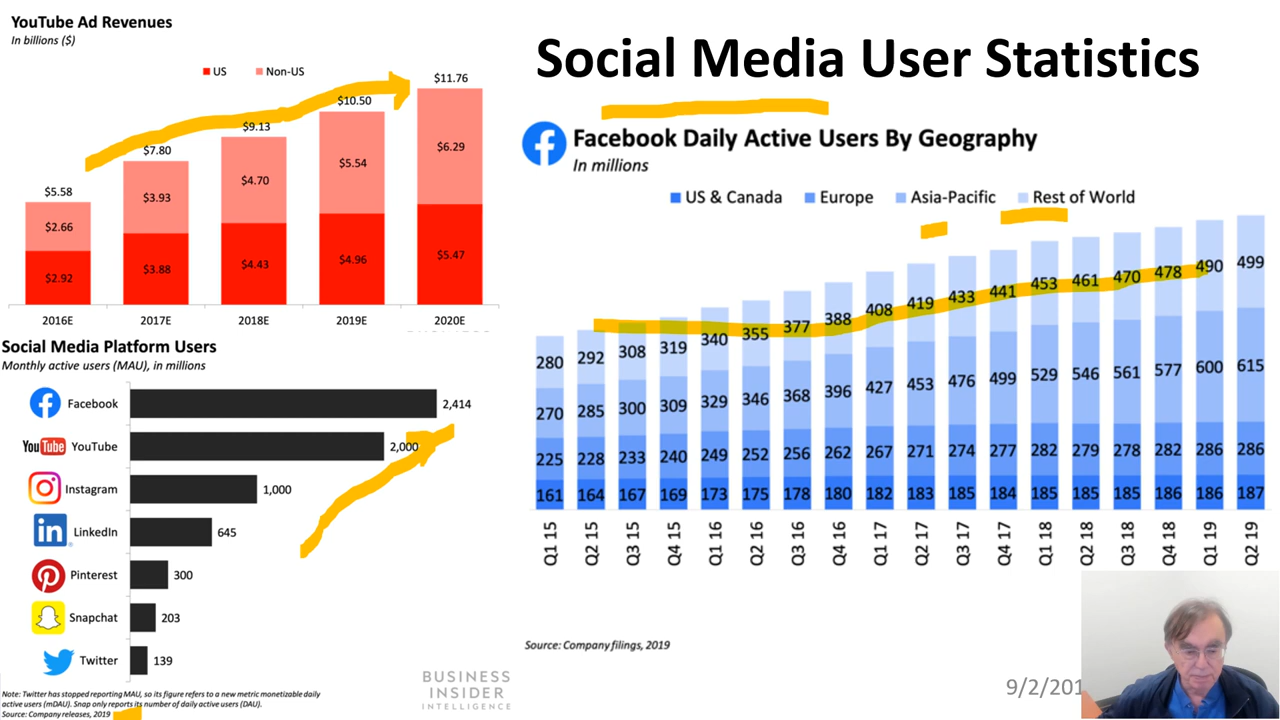 Social Media User Statistics
YouTube Ad Revenues
In billions ($)
US Non-US
$5.58 $7.80 $9.13 $10.50 $11.76
$2.66 $3.93 $4.70 $5.54 $6.29
$2.92 $3.88 $4.43 $4.96 $5.47
2016E 2017E 2018E 2019E 2020E
Social Media Platform Users
Monthly active users (MAU), in millions
Facebook 2,414
YouTube YouTube 2,000
Instagram 1,000
in LinkedIn 645
Pinterest 300
Snapchat 203
Twitter 139
Note: Twitter has stopped reporting MAU, so its figure refers to a new metric monetizable daily
active users (mDAU). Snap only reports its number of daily active users (DAU).
Source: Company releases, 2019
BUSINESS
INSIDER
INTELLIGENCE
Facebook Daily Active Users By Geography
In millions
US & Canada Europe Asia-Pacific Rest of World
280 292 308 319 340 355 377 388 408 419 433 441 453 461 470 478 490 499
270 285 300 309 329 346 368 396 427 453 476 499 529 546 561 577 600 615
225 228 233 240 249 252 256 262 267 271 274 277 282 279 278 282 286 286
161 164 167 169 173 175 178 180 182 183 185 184 185 185 185 186 186 187
Q1 15 Q2 15 Q3 15 Q4 15 Q1 16 Q2 16 Q3 16 Q4 16 Q1 17 Q2 17 Q3 17 Q4 17 Q1 18 Q2 18 Q3 18 Q4 18 Q1 19 Q2 19
Source: Company filings, 2019
9/2/201